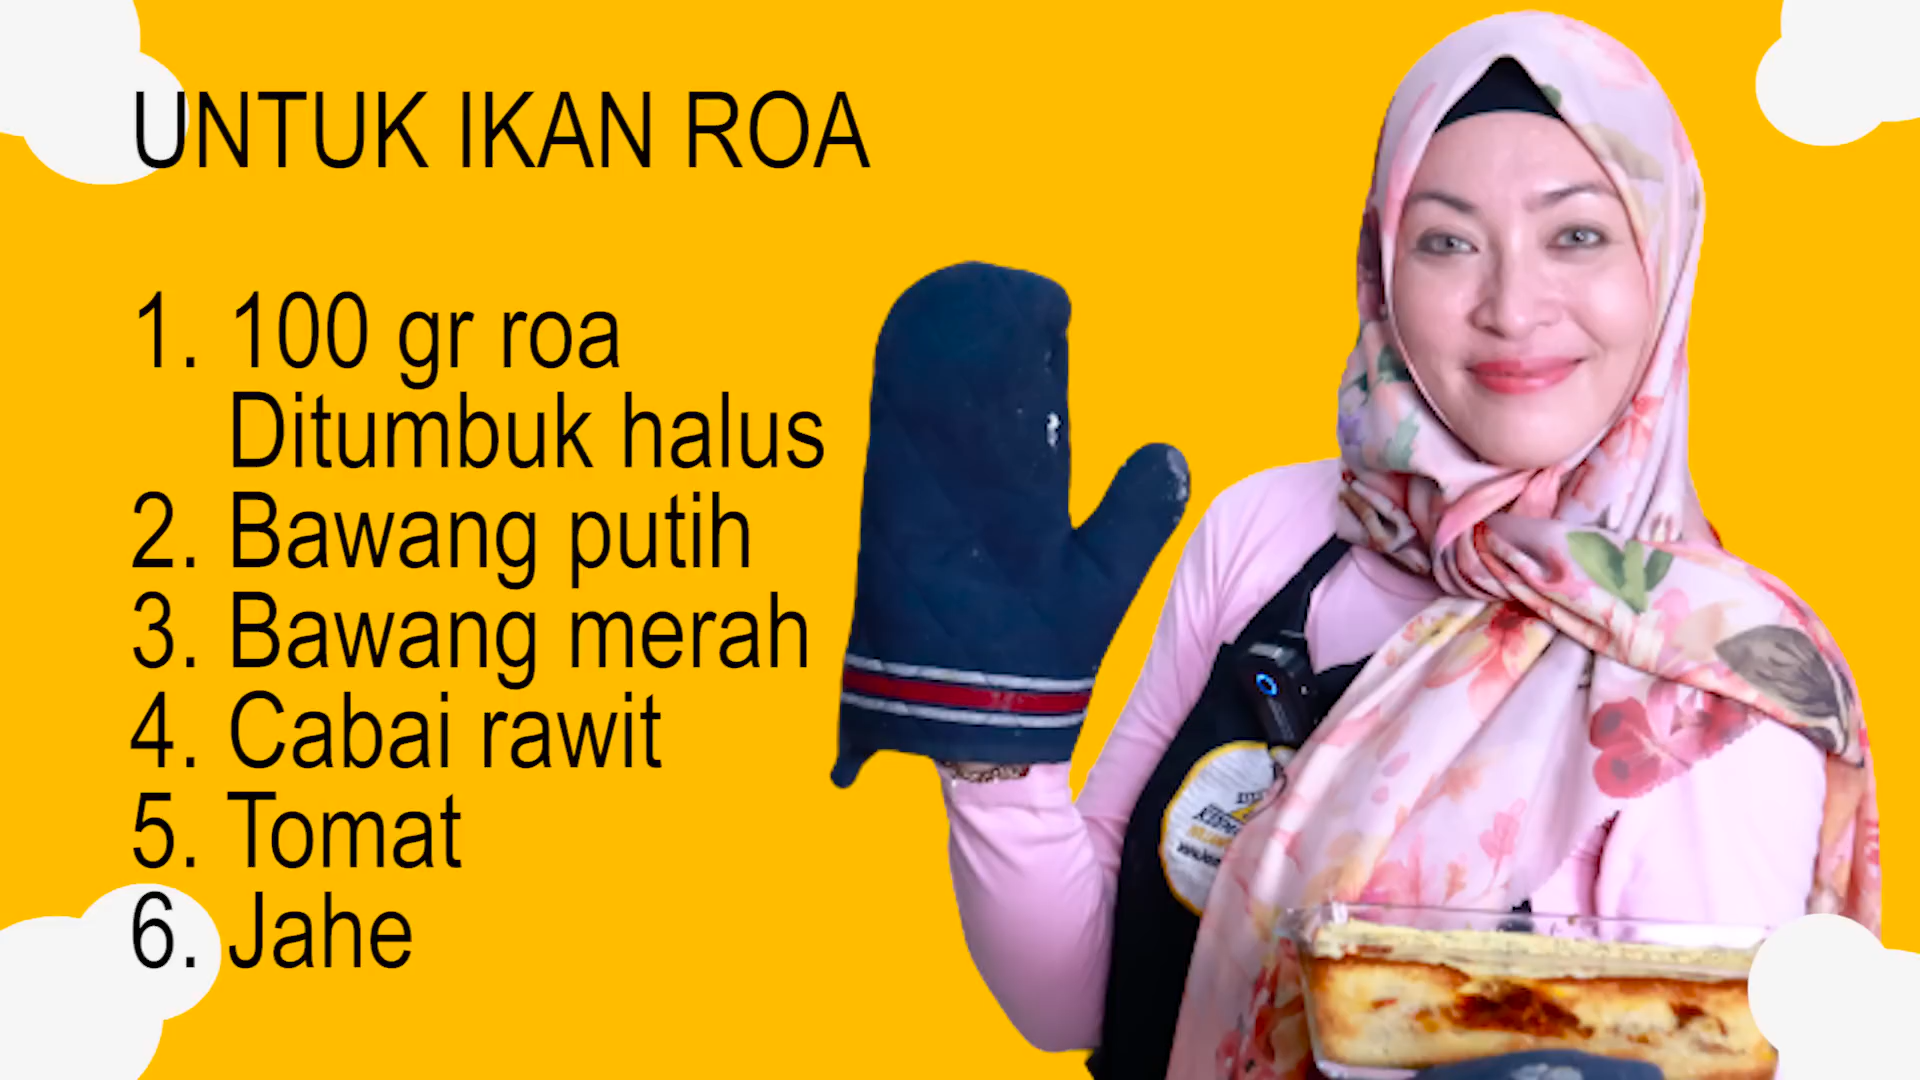 UNTUK IKAN ROA
1. 100 gr roa
Ditumbuk halus
2. Bawang putih
3. Bawang merah
4. Cabai rawit
5. Tomat
6. Jahe